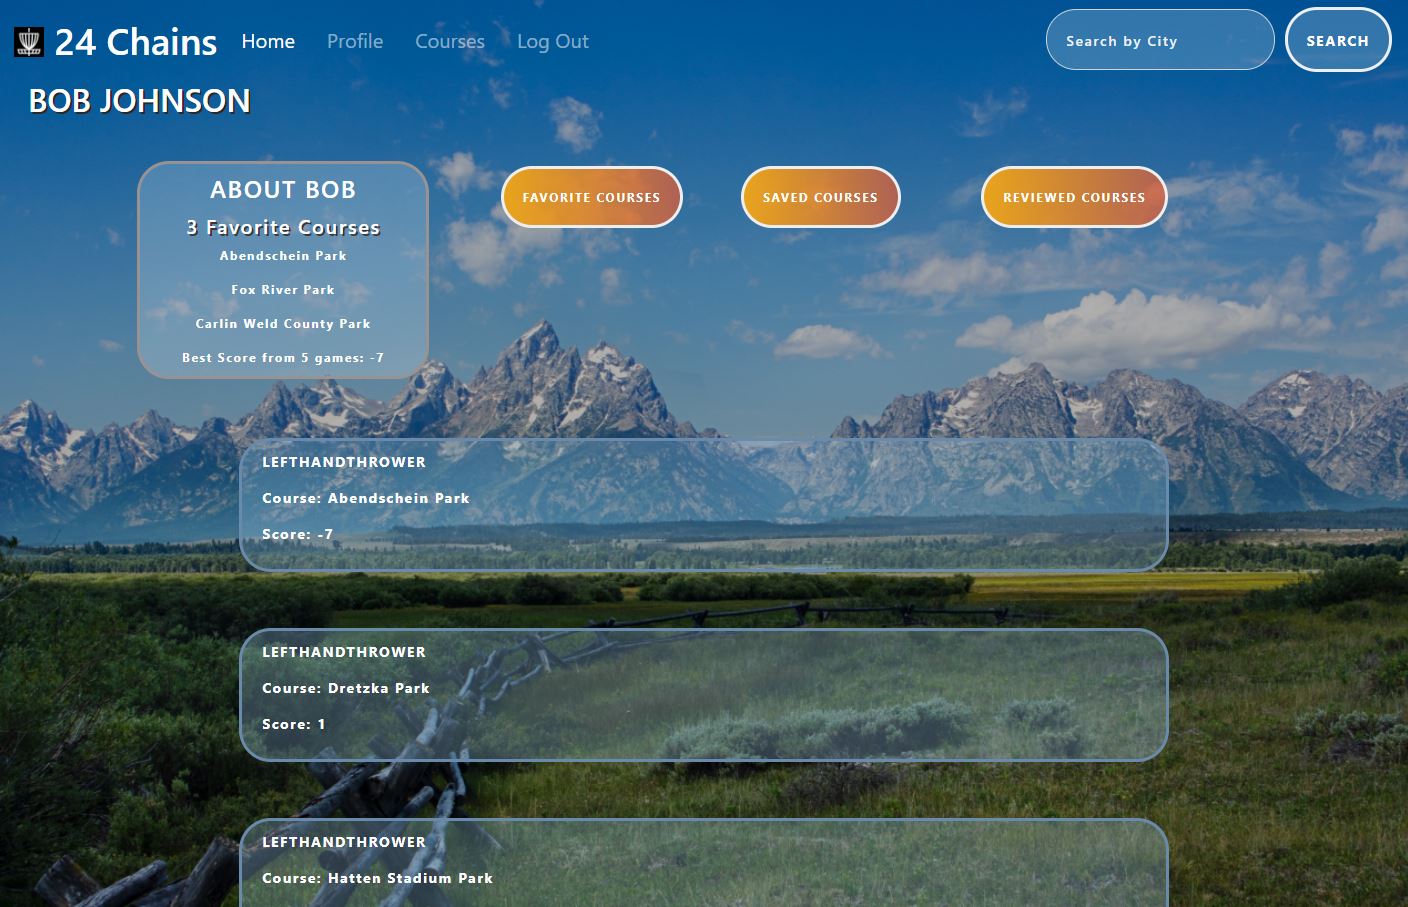 24 Chains Home Profile Courses Log Out Search by City SEARCH
BOB JOHNSON
ABOUT BOB
3 Favorite Courses
Abendschein Park
Fox River Park
Carlin Weld County Park
Best Score from 5 games: -7
FAVORITE COURSES SAVED COURSES REVIEWED COURSES
LEFTHANDTHROWER
Course: Abendschein Park
Score: -7
LEFTHANDTHROWER
Course: Dretzka Park
Score: 1
LEFTHANDTHROWER
Course: Hatten Stadium Park